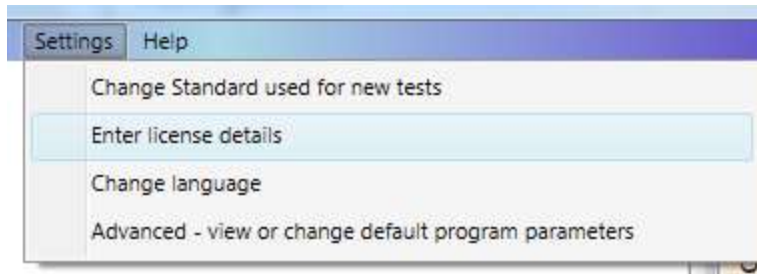 Settings Help
Change Standard used for new tests
Enter license details
Change language
Advanced - view or change default program parameters